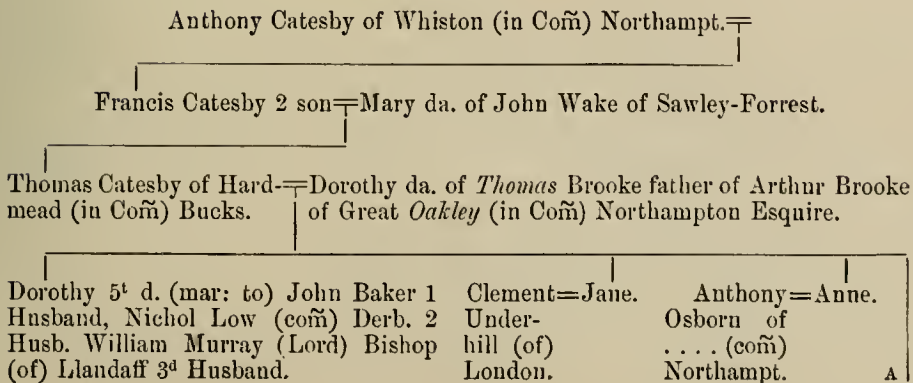 Anthony Catesby of Whiston (in Com̃) Northampt.=
Francis Catesby 2 son=Mary da. of John Wake of Sawley-Forrest.
Thomas Catesby of Hard-=Dorothy da. of Thomas Brooke father of Arthur Brooke
mead (in Com̃) Bucks. of Great Oakley (in Com̃) Northampton Esquire.
Dorothy 5ᵗ d. (mar: to) John Baker 1
Husband, Nichol Low (com̃) Derb. 2
Husb. William Murray (Lord) Bishop
(of) Llandaff 3ᵈ Husband.
Clement=Jane.
Under-
hill (of)
London.
Anthony=Anne.
Osborn of
. . . . (com̃)
Northampt.
A